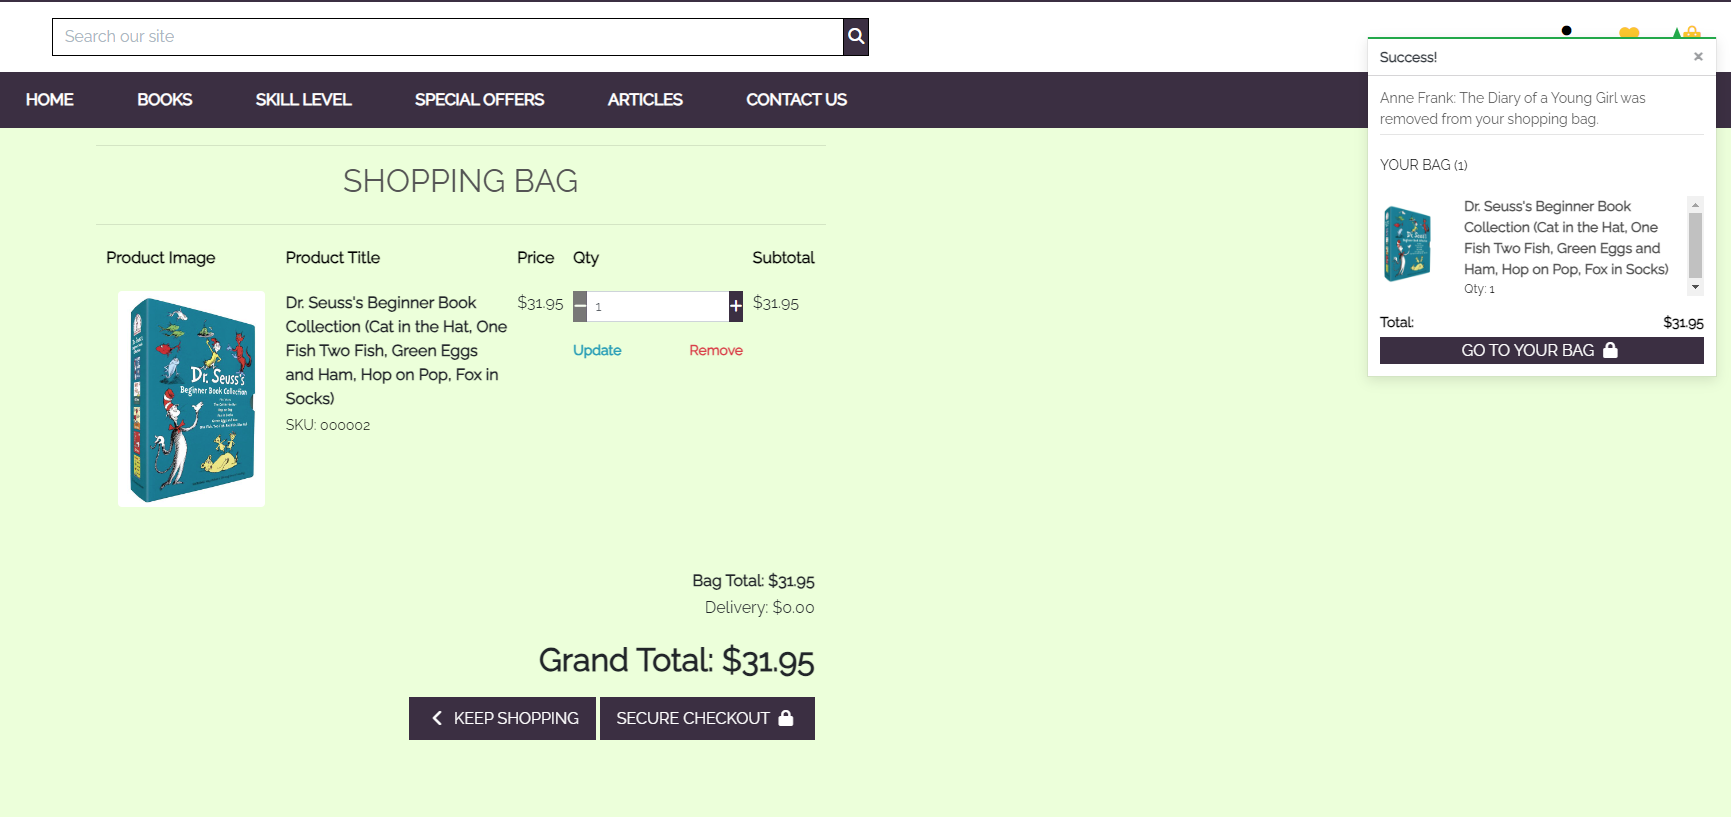 Search our site
HOME BOOKS SKILL LEVEL SPECIAL OFFERS ARTICLES CONTACT US
Success!
×
Anne Frank: The Diary of a Young Girl was
removed from your shopping bag.
YOUR BAG (1)
Dr. Seuss's Beginner Book
Collection (Cat in the Hat, One
Fish Two Fish, Green Eggs and
Ham, Hop on Pop, Fox in Socks)
Qty: 1
Total: $31.95
GO TO YOUR BAG
SHOPPING BAG
Product Image Product Title Price Qty Subtotal
Dr. Seuss's
Beginner Book Collection
Dr. Seuss's Beginner Book
Collection (Cat in the Hat, One
Fish Two Fish, Green Eggs
and Ham, Hop on Pop, Fox in
Socks)
SKU: 000002
$31.95
1
$31.95
Update Remove
Bag Total: $31.95
Delivery: $0.00
Grand Total: $31.95
KEEP SHOPPING
SECURE CHECKOUT